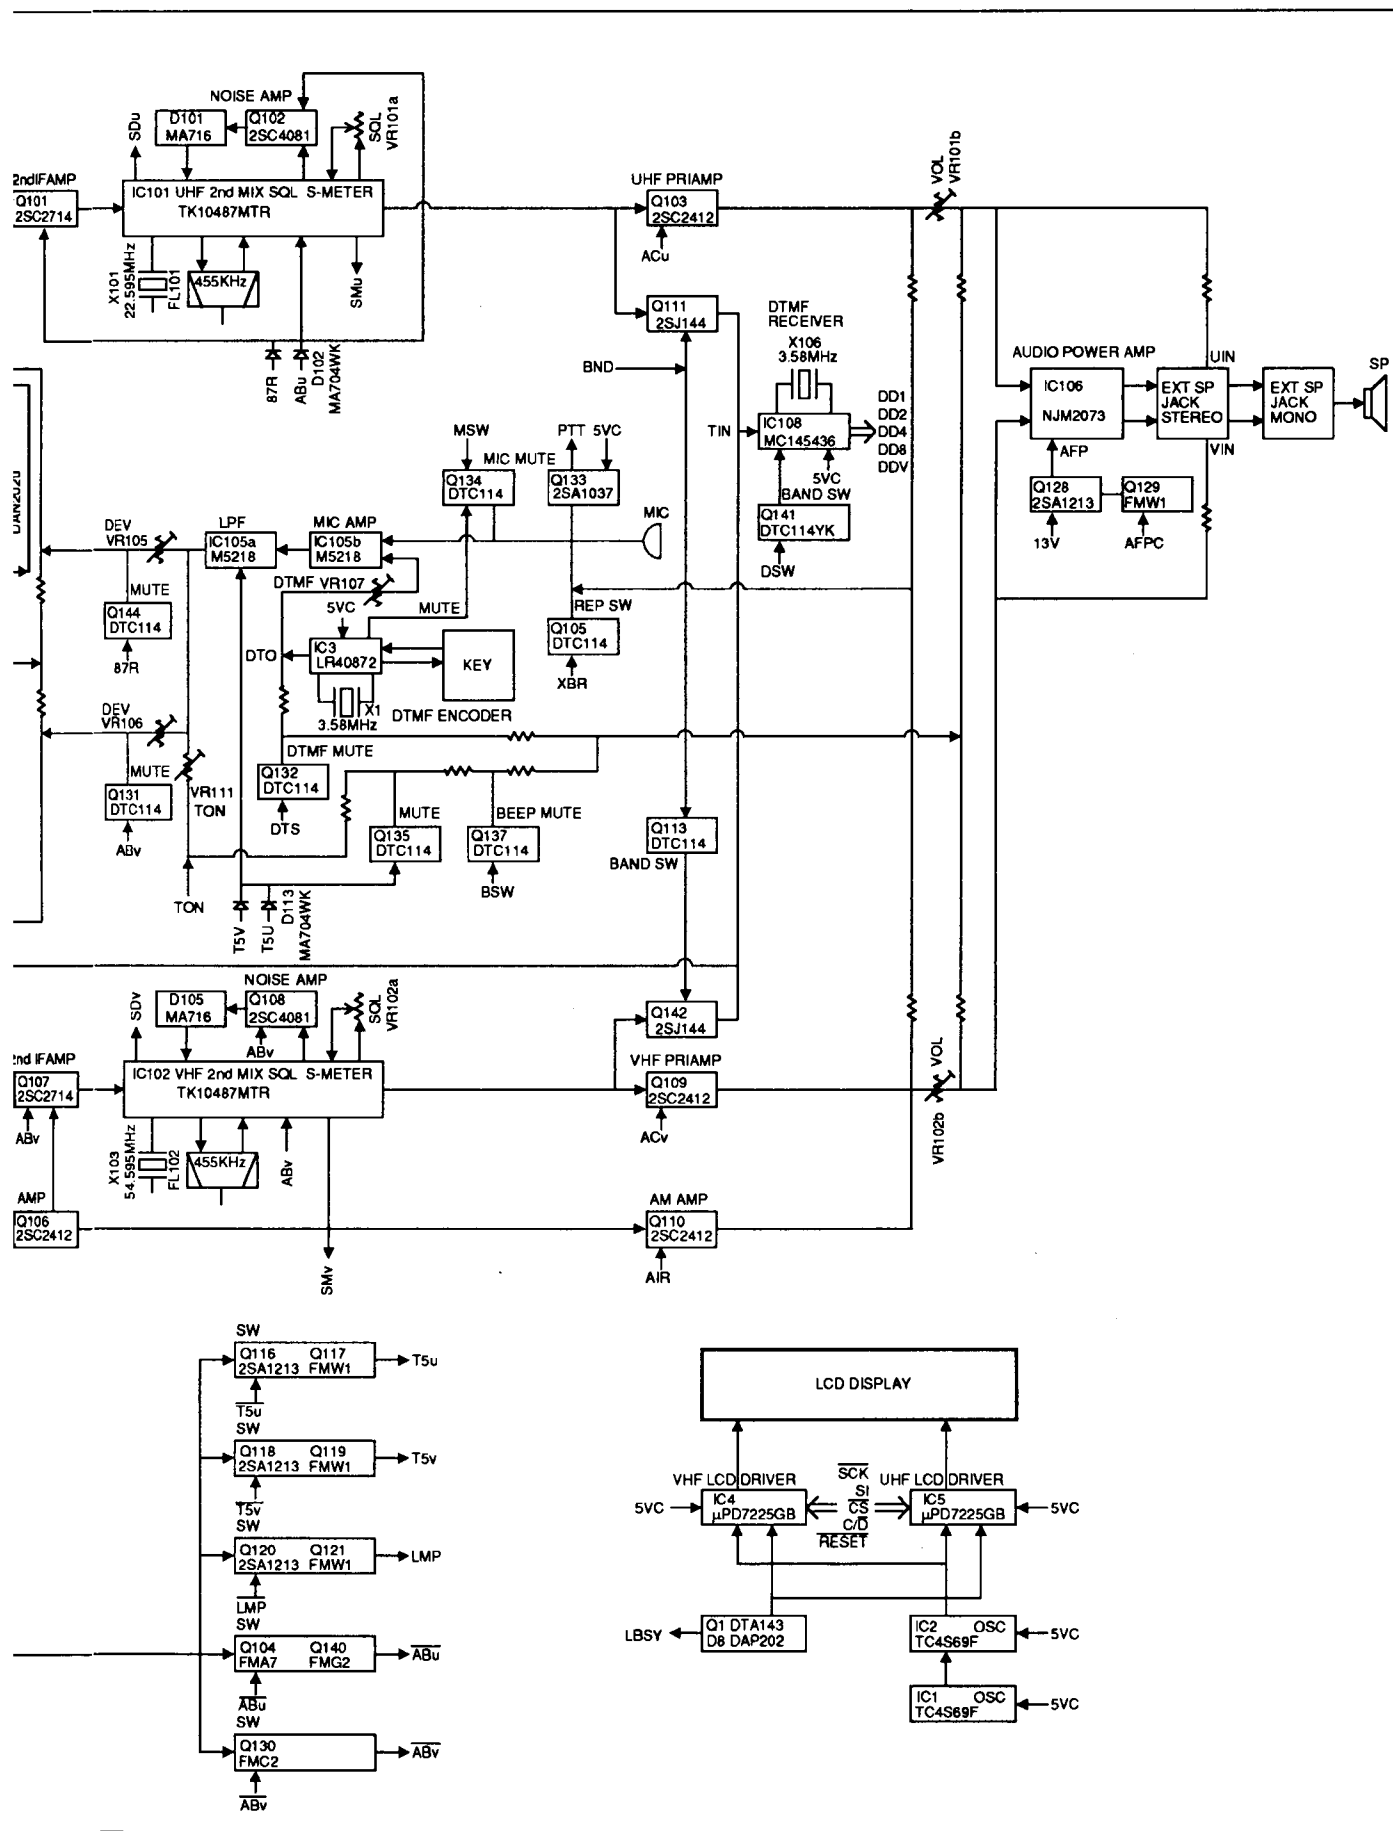 NOISE AMP
D101
MA716
Q102
2SC4081
SQL
VR101a
SDu
2ndIFAMP
Q101
2SC2714
IC101 UHF 2nd MIX SQL S-METER
TK10487MTR
X101
22.595MHz
FL101
455KHz
SMu
87R
ABu
D102
MA704WK
UHF PRIAMP
Q103
2SC2412
ACu
VOL
VR101b
Q111
2SJ144
BND
DTMF
RECEIVER
X106
3.58MHz
TIN
IC108
MC145436
DD1
DD2
DD4
DD8
DDV
5VC
BAND SW
Q141
DTC114YK
DSW
AUDIO POWER AMP
IC106
NJM2073
UIN
EXT SP
JACK
STEREO
VIN
EXT SP
JACK
MONO
SP
AFP
Q128
2SA1213
Q129
FMW1
13V
AFPC
MSW
MIC MUTE
Q134
DTC114
PTT 5VC
Q133
2SA1037
MIC
DAN202u
DEV
VR105
LPF
IC105a
M5218
MIC AMP
IC105b
M5218
DTMF VR107
MUTE
Q144
DTC114
87R
5VC
MUTE
DTO
IC3
LR40872
KEY
X1
3.58MHz
DTMF ENCODER
REP SW
Q105
DTC114
XBR
DEV
VR106
MUTE
Q131
DTC114
ABv
VR111
TON
DTMF MUTE
Q132
DTC114
DTS
MUTE
Q135
DTC114
BEEP MUTE
Q137
DTC114
BSW
TON
T5V
T5U
D113
MA704WK
Q113
DTC114
BAND SW
NOISE AMP
D105
MA716
Q108
2SC4081
ABv
SQL
VR102a
SDv
2nd IFAMP
Q107
2SC2714
ABv
IC102 VHF 2nd MIX SQL S-METER
TK10487MTR
X103
54.595MHz
FL102
455KHz
ABv
SMv
Q142
2SJ144
VHF PRIAMP
Q109
2SC2412
ACv
VOL
VR102b
AMP
Q106
2SC2412
AM AMP
Q110
2SC2412
AIR
SW
Q116 Q117
2SA1213 FMW1
T5u
T5u
SW
Q118 Q119
2SA1213 FMW1
T5v
T5v
SW
Q120 Q121
2SA1213 FMW1
LMP
LMP
SW
Q104 Q140
FMA7 FMG2
ABu
ABu
SW
Q130
FMC2
ABv
ABv
LCD DISPLAY
VHF LCD DRIVER
IC4
µPD7225GB
5VC
SCK
SI
CS
C/D
RESET
UHF LCD DRIVER
IC5
µPD7225GB
5VC
LBSY
Q1 DTA143
D8 DAP202
IC2 OSC
TC4S69F
5VC
IC1 OSC
TC4S69F
5VC